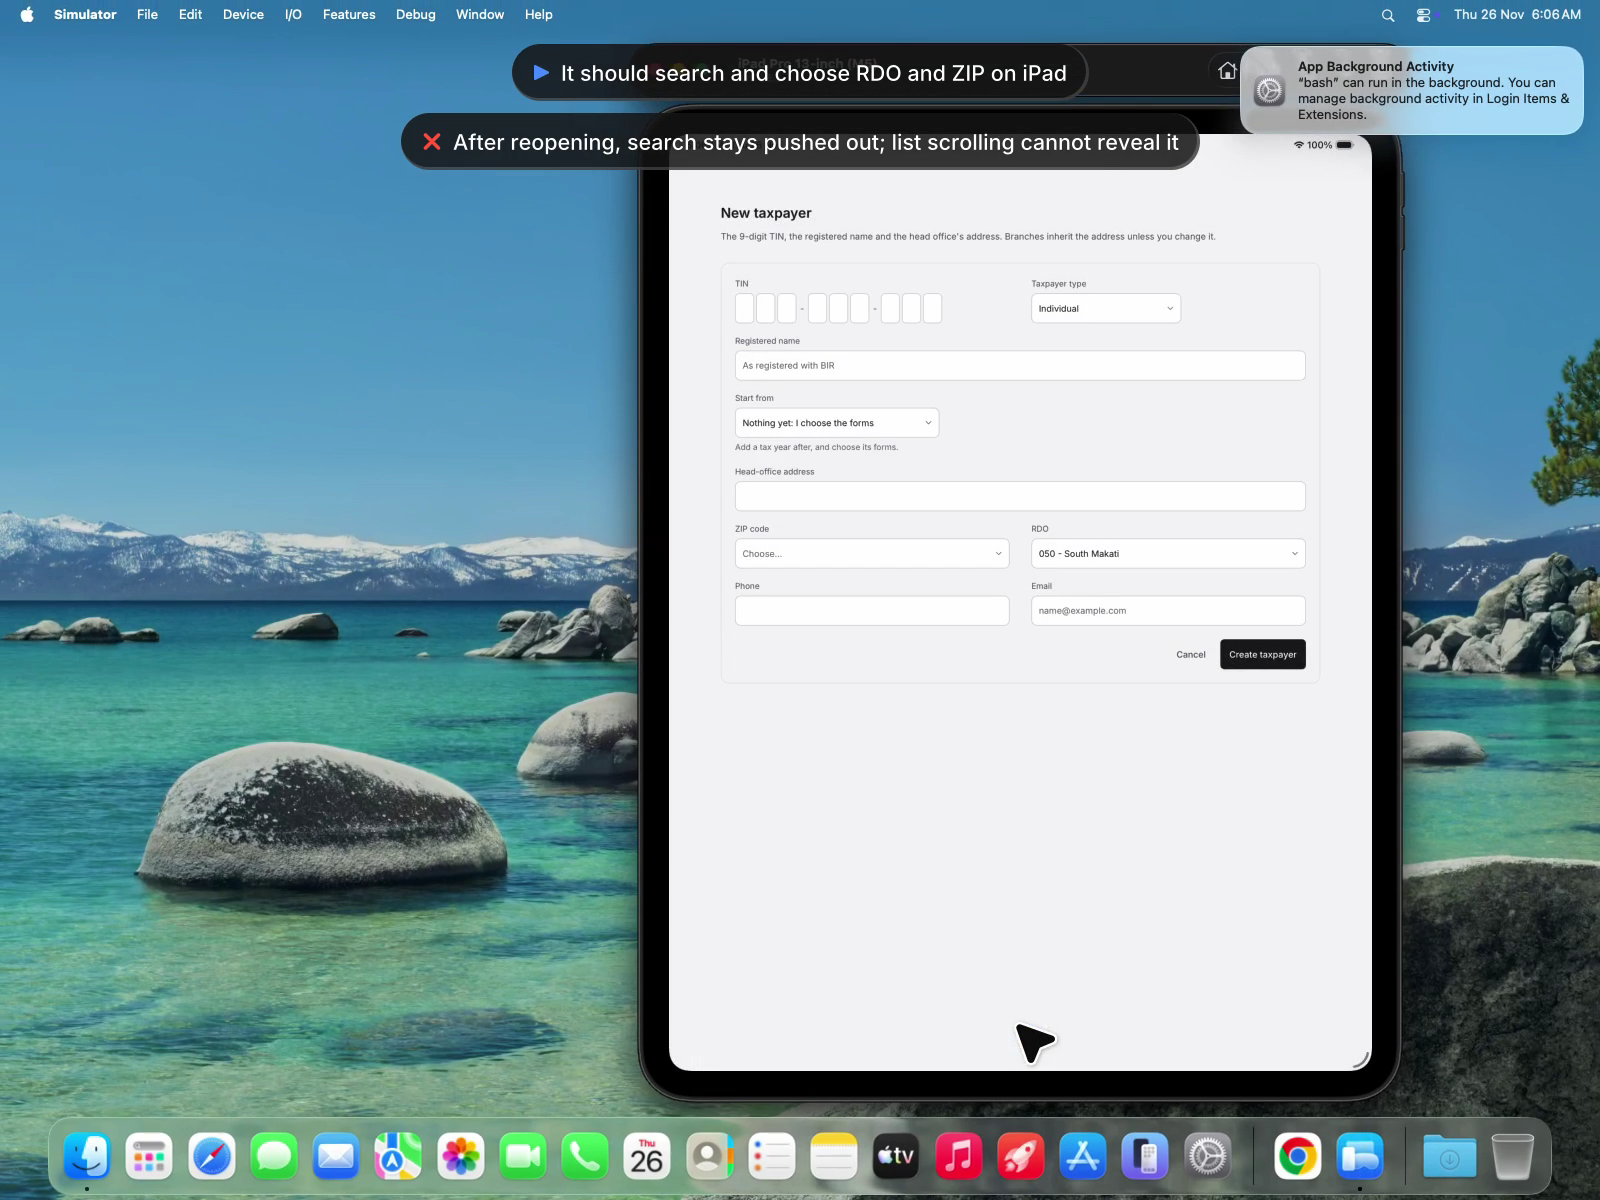 Simulator File Edit Device I/O Features Debug Window Help
Thu 26 Nov 6:06 AM
It should search and choose RDO and ZIP on iPad
After reopening, search stays pushed out; list scrolling cannot reveal it
App Background Activity
“bash” can run in the background. You can
manage background activity in Login Items &
Extensions.
100%
New taxpayer
The 9-digit TIN, the registered name and the head office's address. Branches inherit the address unless you change it.
TIN
Taxpayer type
- -
Individual
Registered name
As registered with BIR
Start from
Nothing yet: I choose the forms
Add a tax year after, and choose its forms.
Head-office address
ZIP code
RDO
Choose...
050 - South Makati
Phone
Email
name@example.com
Cancel
Create taxpayer
Thu
26
tv